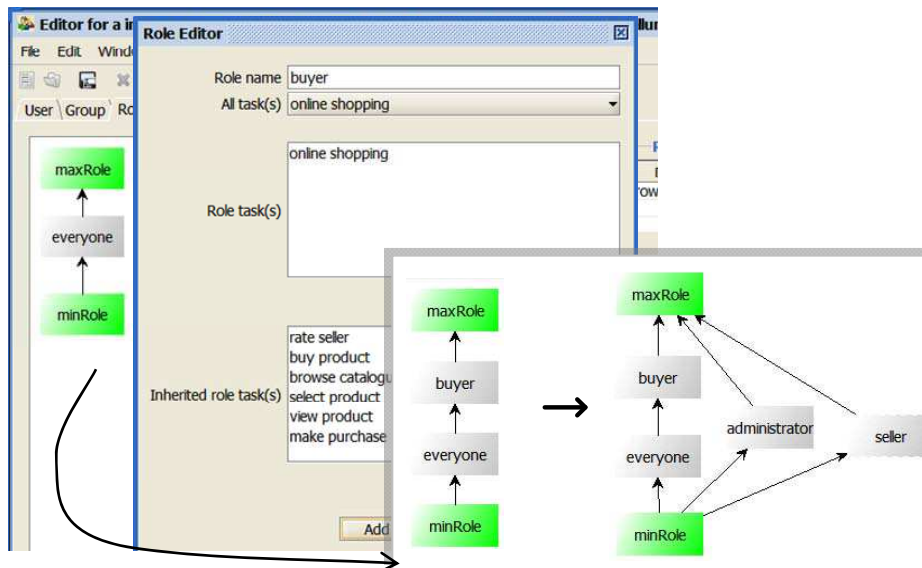 Editor for a i
Role Editor
File Edit Windo
Role name buyer
All task(s) online shopping
User Group Ro
maxRole
everyone
minRole
online shopping
Role task(s)
rate seller
buy product
browse catalogu
Inherited role task(s) select product
view product
make purchase
Add
maxRole
buyer
everyone
minRole
maxRole
buyer
administrator
seller
everyone
minRole